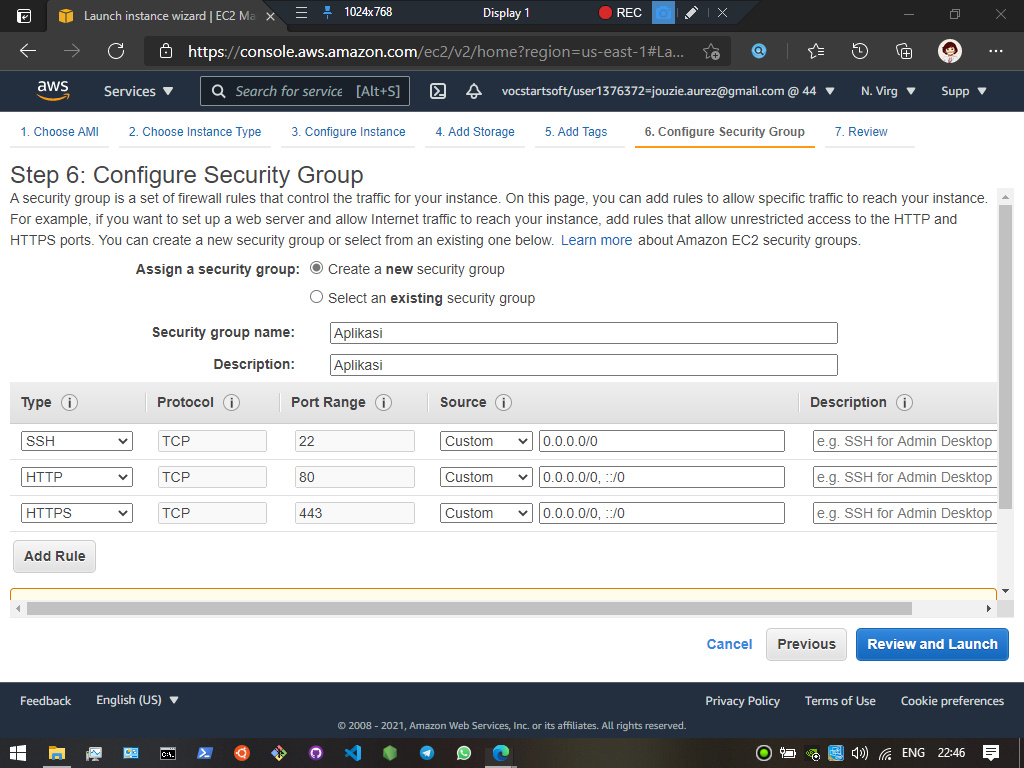 Launch instance wizard | EC2 Ma
1024x768
Display 1
REC
https://console.aws.amazon.com/ec2/v2/home?region=us-east-1#La...
aws
Services
Search for service
[Alt+S]
vocstartsoft/user1376372=jouzie.aurez@gmail.com @ 44
N. Virg
Supp
1. Choose AMI
2. Choose Instance Type
3. Configure Instance
4. Add Storage
5. Add Tags
6. Configure Security Group
7. Review
Step 6: Configure Security Group
A security group is a set of firewall rules that control the traffic for your instance. On this page, you can add rules to allow specific traffic to reach your instance.
For example, if you want to set up a web server and allow Internet traffic to reach your instance, add rules that allow unrestricted access to the HTTP and
HTTPS ports. You can create a new security group or select from an existing one below. Learn more about Amazon EC2 security groups.
Assign a security group:
Create a new security group
Select an existing security group
Security group name:
Aplikasi
Description:
Aplikasi
Type
Protocol
Port Range
Source
Description
SSH
TCP
22
Custom
0.0.0.0/0
e.g. SSH for Admin Desktop
HTTP
TCP
80
Custom
0.0.0.0/0, ::/0
e.g. SSH for Admin Desktop
HTTPS
TCP
443
Custom
0.0.0.0/0, ::/0
e.g. SSH for Admin Desktop
Add Rule
Cancel
Previous
Review and Launch
Feedback
English (US)
Privacy Policy
Terms of Use
Cookie preferences
© 2008 - 2021, Amazon Web Services, Inc. or its affiliates. All rights reserved.
ENG
22:46